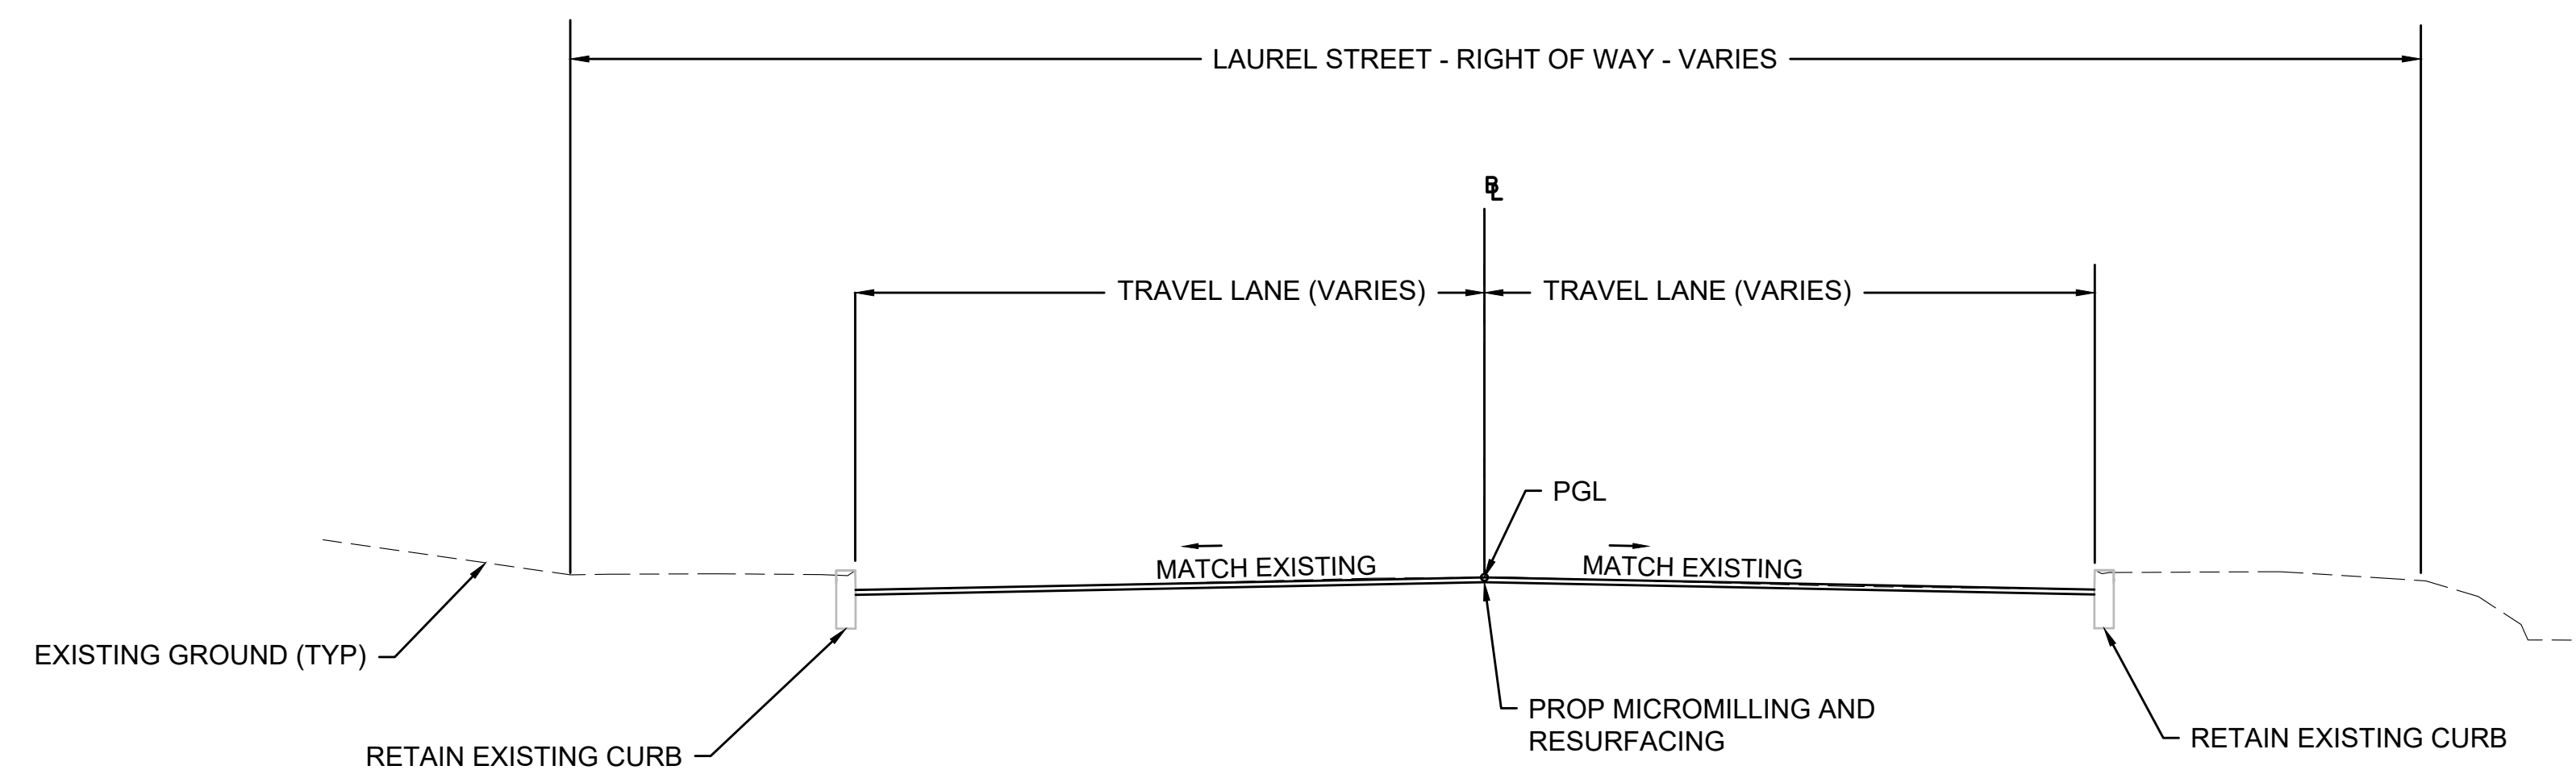 LAUREL STREET - RIGHT OF WAY - VARIES
BL
TRAVEL LANE (VARIES)
TRAVEL LANE (VARIES)
PGL
MATCH EXISTING
MATCH EXISTING
EXISTING GROUND (TYP)
PROP MICROMILLING AND
RESURFACING
RETAIN EXISTING CURB
RETAIN EXISTING CURB